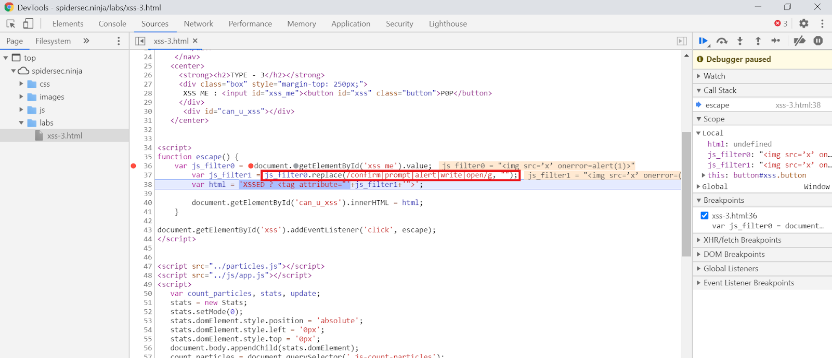 DevTools - spidersec.ninja/labs/xss-3.html
Elements Console Sources Network Performance Memory Application Security Lighthouse 3
Page Filesystem » xss-3.html ×
top
spidersec.ninja
css
images
js
labs
xss-3.html
24 </nav>
25 <center>
26 <strong><h2>TYPE - 3</h2></strong>
27 <div class="box" style="margin-top: 250px;">
28 XSS ME : <input id="xss_me"><button id="xss" class="button">POP</button>
29 </div>
30 <div id="can_u_xss"></div>
31 </center>
32
33
34 <script>
35 function escape() {
36 var js_filter0 = document.getElementById('xss_me').value; js_filter0 = "<img src='x' onerror=alert(1)>"
37 var js_filter1 = js_filter0.replace(/confirm|prompt|alert|write|open/g, ""); js_filter1 = "<img src='x' onerror=(
38 var html = 'XSSED ? <tag attribute="'+js_filter1+'">';
39
40 document.getElementById('can_u_xss').innerHTML = html;
41 }
42
43 document.getElementById('xss').addEventListener('click', escape);
44 </script>
45
46
47 <script src="../particles.js"></script>
48 <script src="../js/app.js"></script>
49 <script>
50 var count_particles, stats, update;
51 stats = new Stats;
52 stats.setMode(0);
53 stats.domElement.style.position = 'absolute';
54 stats.domElement.style.left = '0px';
55 stats.domElement.style.top = '0px';
56 document.body.appendChild(stats.domElement);
57 count_particles = document.querySelector('.js-count-particles');
Debugger paused
Watch
Call Stack
escape xss-3.html:38
Scope
Local
html: undefined
js_filter0: "<img src='x' on…
js_filter1: "<img src='x' on…
this: button#xss.button
Global Window
Breakpoints
xss-3.html:36
var js_filter0 = document…
XHR/fetch Breakpoints
DOM Breakpoints
Global Listeners
Event Listener Breakpoints